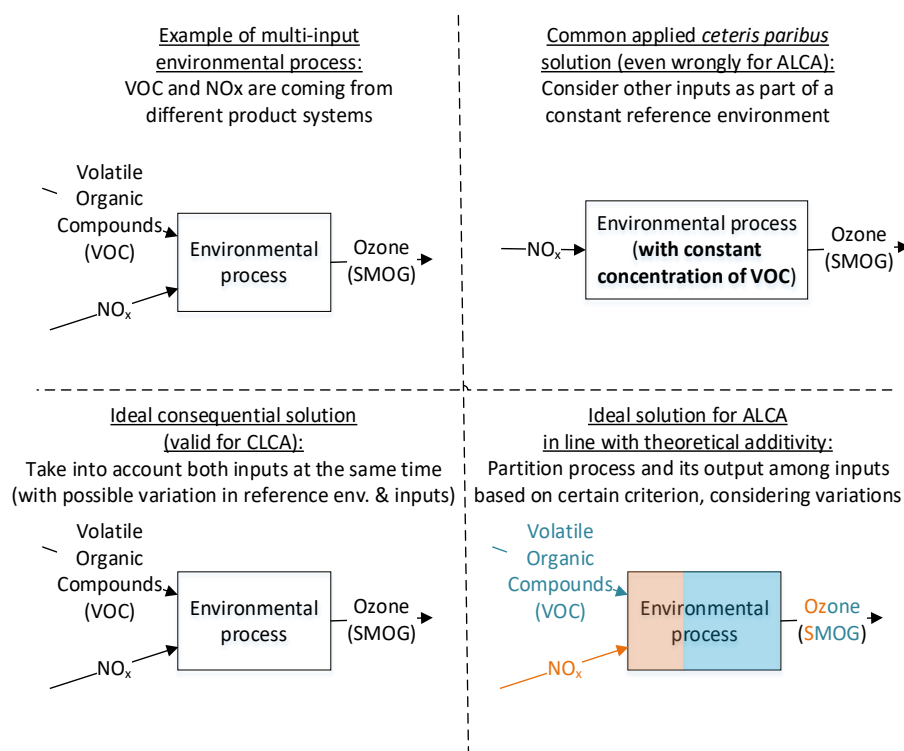 Example of multi-input
environmental process:
VOC and NOx are coming from
different product systems
Volatile
Organic
Compounds
(VOC)
Environmental
process
Ozone
(SMOG)
NOₓ
Common applied ceteris paribus
solution (even wrongly for ALCA):
Consider other inputs as part of a
constant reference environment
NOₓ
Environmental process
(with constant
concentration of VOC)
Ozone
(SMOG)
Ideal consequential solution
(valid for CLCA):
Take into account both inputs at the same time
(with possible variation in reference env. & inputs)
Volatile
Organic
Compounds
(VOC)
Environmental
process
Ozone
(SMOG)
NOₓ
Ideal solution for ALCA
in line with theoretical additivity:
Partition process and its output among inputs
based on certain criterion, considering variations
Volatile
Organic
Compounds
(VOC)
Environmental
process
Ozone
(SMOG)
NOₓ